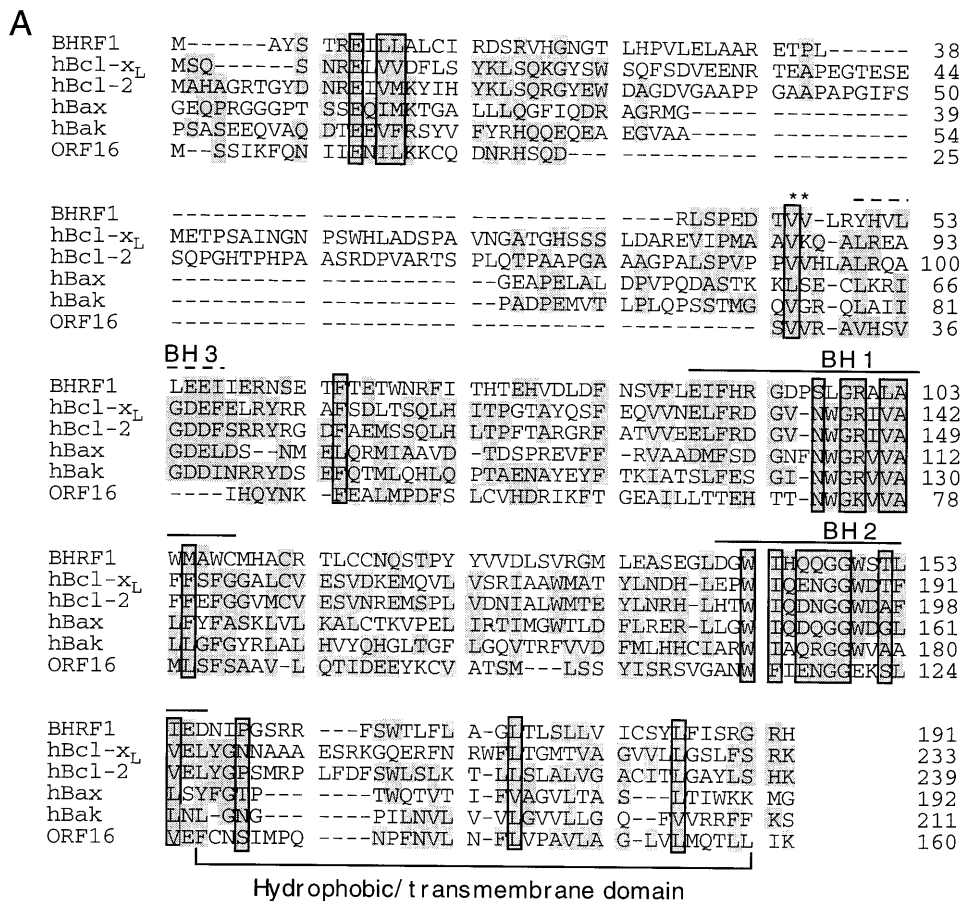 A
BHRF1 M------AYS TREILLALCI RDSRVHGNGT LHPVLELAAR ETPL------ 38
hBcl-xL MSQ------S NRELVVDFLS YKLSQKGYSW SQFSDVEENR TEAPEGTESE 44
hBcl-2 MAHAGRTGYD NREIVMKYIH YKLSQRGYEW DAGDVGAAPP GAAPAPGIFS 50
hBax GEQPRGGGPT SSEQIMKTGA LLLQGFIQDR AGRMG----- 39
hBak PSASEEQVAQ DTEEVFRSYV FYRHQQEQEA EGVAA----- 54
ORF16 M--SSIKFQN IIENILKKCQ DNRHSQD--- ---------- ---------- 25
**
BHRF1 ---------- ---------- ---------- ---RLSPEDT VV-LRYHVL 53
hBcl-xL METPSAINGN PSWHLADSPA VNGATGHSSS LDAREVIPMA AVKQ-ALREA 93
hBcl-2 SQPGHTPHPA ASRDPVARTS PLQTPAAPGA AAGPALSPVP PVVHLALRQA 100
hBax ---------- ---------- ----GEAPELAL DPVPQDASTK KLSE-CLKRI 66
hBak ---------- ---------- ----PADPEMVT LPLQPSSTMG QVGR-QLAII 81
ORF16 ---------- ---------- ---------- ---------- SVVR-AVHSV 36
BH3 BH1
BHRF1 LEEIIERNSE TFTETWNRFI THTEHVDLDF NSVFLEIFHR GDPSLGRALA 103
hBcl-xL GDEFELRYRR AFSDLTSQLH ITPGTAYQSF EQVVNELFRD GV-NWGRIVA 142
hBcl-2 GDDFSRRYRG DFAEMSSQLH LTPFTARGRF ATVVEELFRD GV-NWGRIVA 149
hBax GDELDS--NM ELQRMIAAVD -TDSPREVFF -RVAADMFSD GNFNWGRVVA 112
hBak GDDINRRYDS EFQTMLQHLQ PTAENAYEYF TKIATSLFES GI-NWGRVVA 130
ORF16 ----IHQYNK -FEALMPDFS LCVHDRIKFT GEAILLTTEH TT-NWGKVVA 78
BH2
BHRF1 WMAWCMHACR TLCCNQSTPY YVVDLSVRGM LEASEGLDGW IHQQGGWSTL 153
hBcl-xL FFSFGGALCV ESVDKEMQVL VSRIAAWMAT YLNDH-LEPW IQENGGWDTF 191
hBcl-2 FFEFGGVMCV ESVNREMSPL VDNIALWMTE YLNRH-LHTW IQDNGGWDAF 198
hBax LFYFASKLVL KALCTKVPEL IRTIMGWTLD FLRER-LLGW IQDQGGWDGL 161
hBak LLGFGYRLAL HVYQHGLTGF LGQVTRFVVD FMLHHCIARW IAQRGGWVAA 180
ORF16 MLSFSAAV-L QTIDEEYKCV ATSM---LSS YISRSVGANW FIENGGEKSL 124
BHRF1 IEDNIPGSRR ----FSWTLFLA -GLTLSLLVI CSYLFISRG RH 191
hBcl-xL VELYGNNAAA ESRKGQERFN RWFLTGMTVA GVVLLGSLFS RK 233
hBcl-2 VELYGPSMRP LFDFSWLSLK T-LLSLALVG ACITLGAYLS HK 239
hBax LSYFGTP--- ----TWQTVT I-FVAGVLTA S---LTIWKK MG 192
hBak LNL-GNG--- ----PILNVL V-VLGVVLLG Q--FVVRRFF KS 211
ORF16 VEFCNSIMPQ ----NPFNVNL -FLVPAVLA G-LVLMQTLL IK 160
Hydrophobic/transmembrane domain